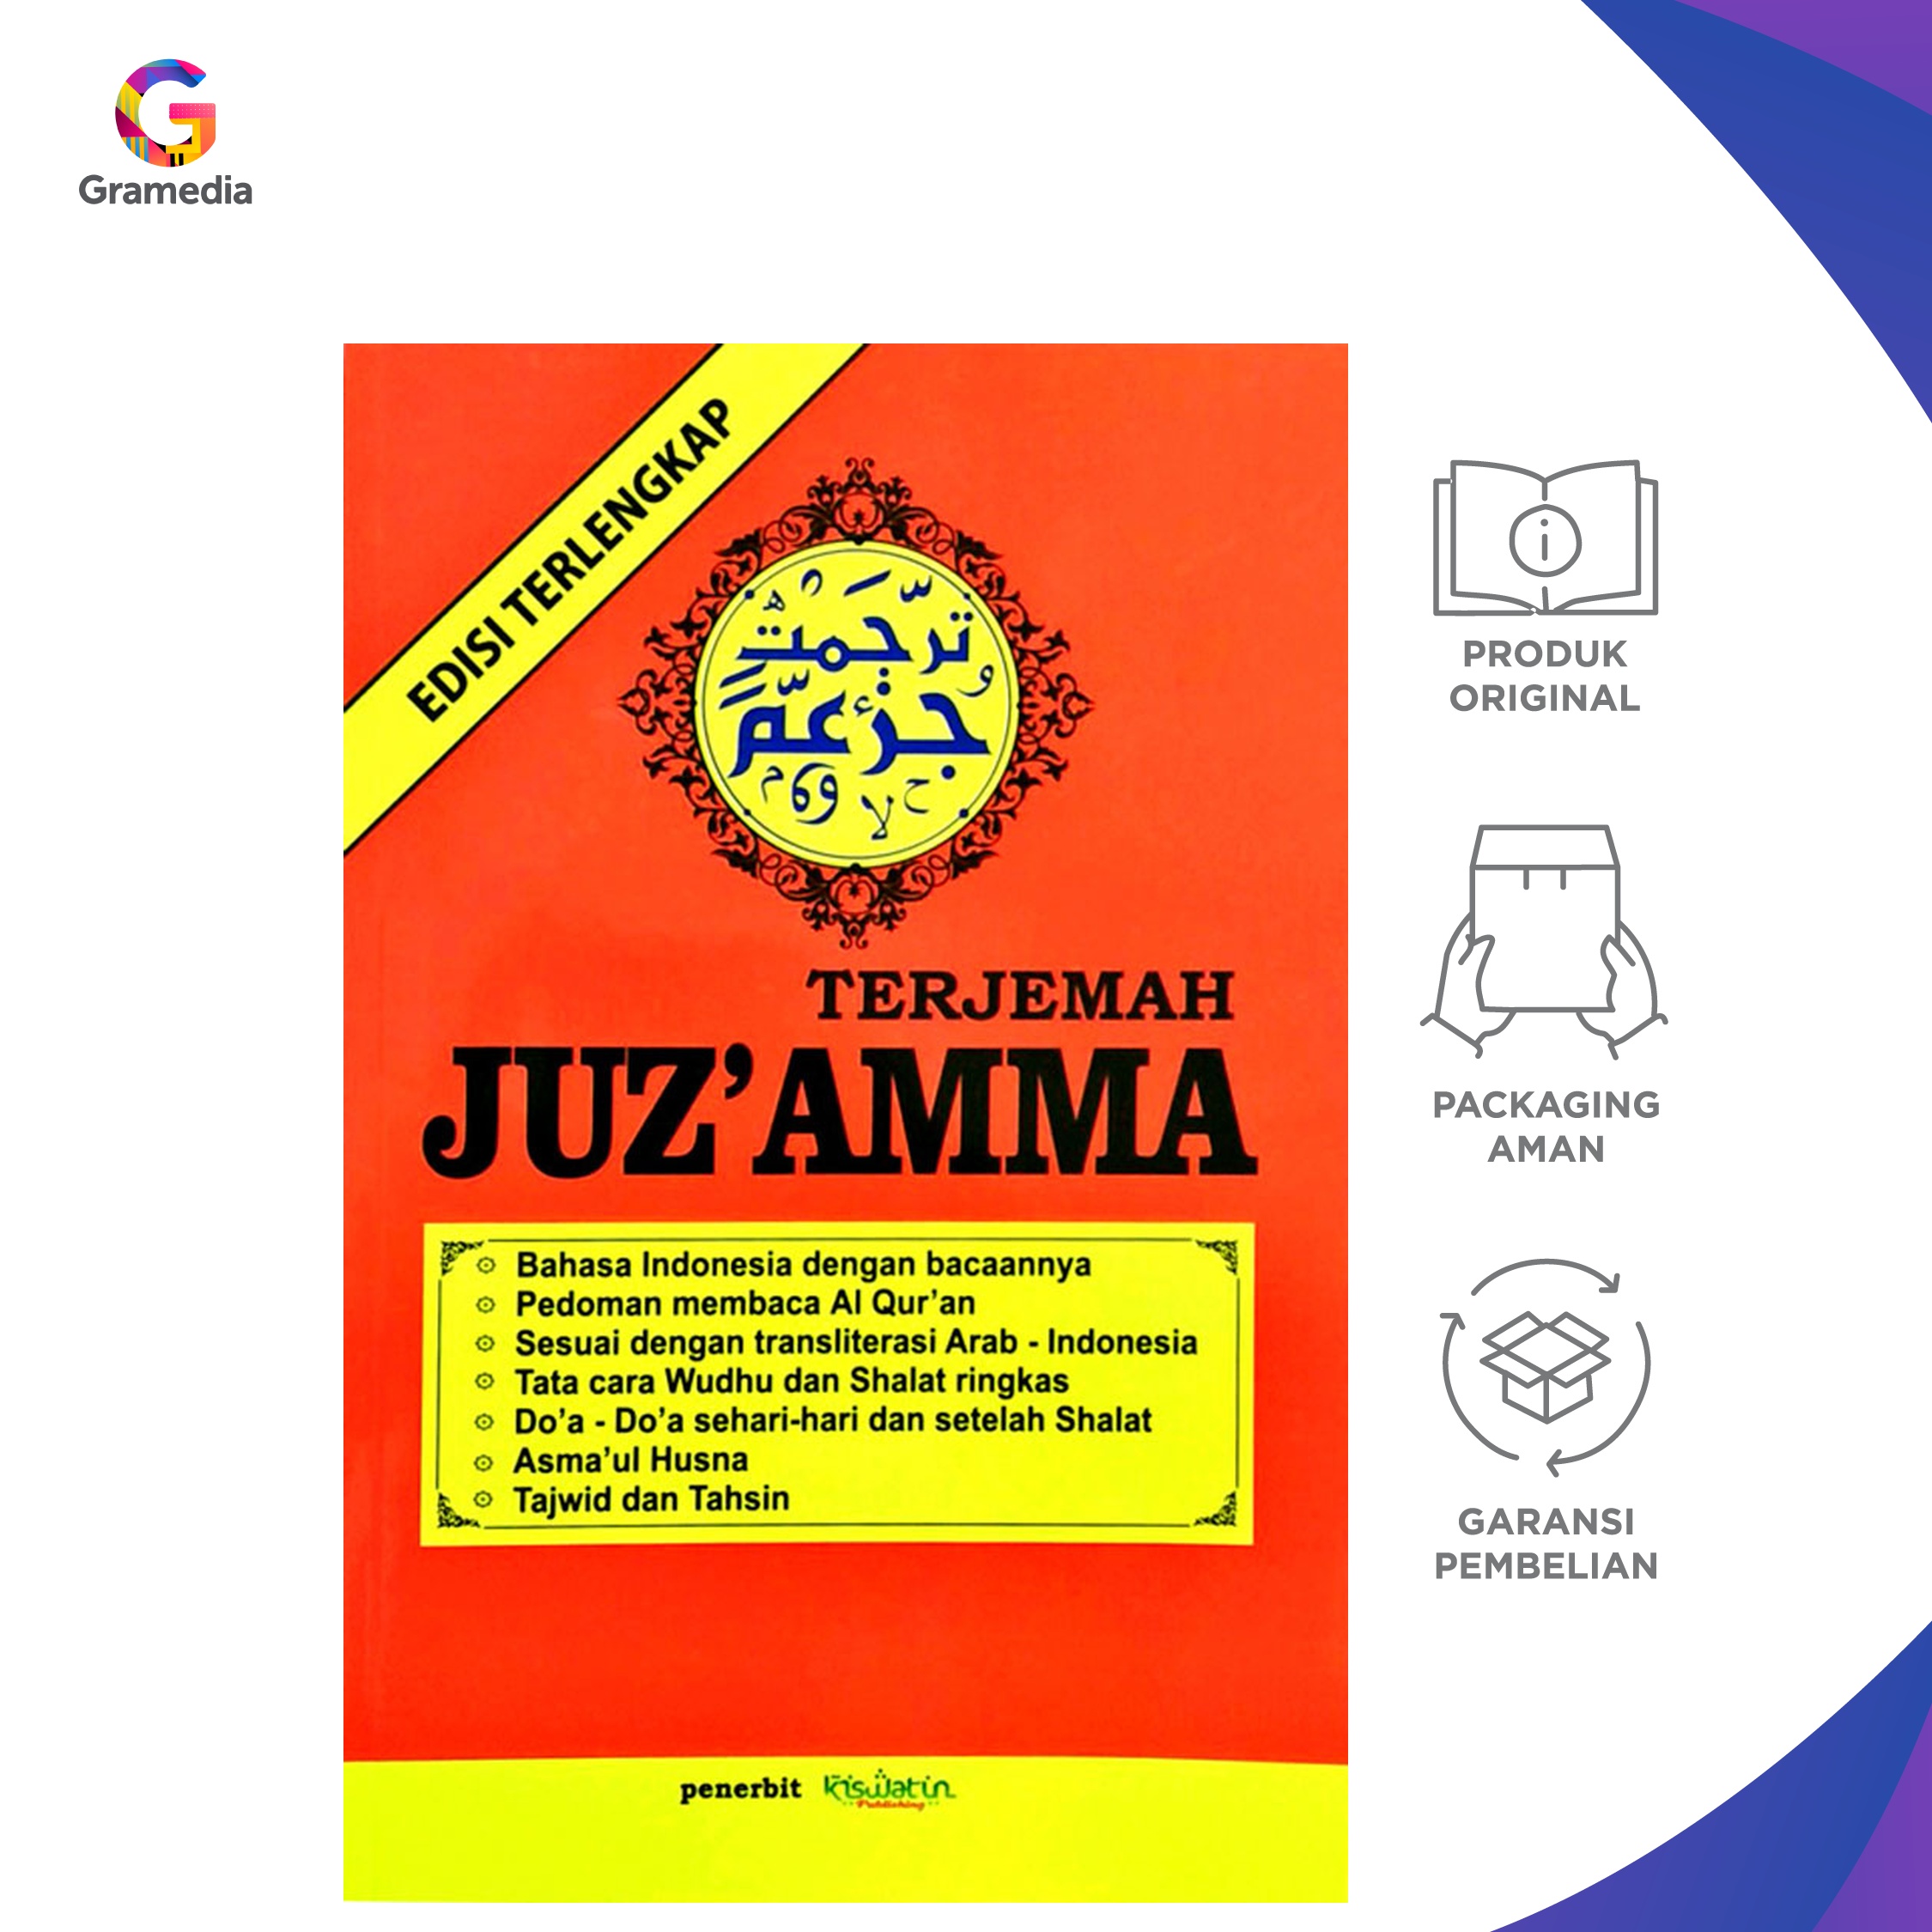 Gramedia
EDISI TERLENGKAP
ترجمة
جزء عمّ
TERJEMAH
JUZ’AMMA
Bahasa Indonesia dengan bacaannya
Pedoman membaca Al Qur’an
Sesuai dengan transliterasi Arab - Indonesia
Tata cara Wudhu dan Shalat ringkas
Do’a - Do’a sehari-hari dan setelah Shalat
Asma’ul Husna
Tajwid dan Tahsin
penerbit Kiswatin
Publishing
PRODUK
ORIGINAL
PACKAGING
AMAN
GARANSI
PEMBELIAN